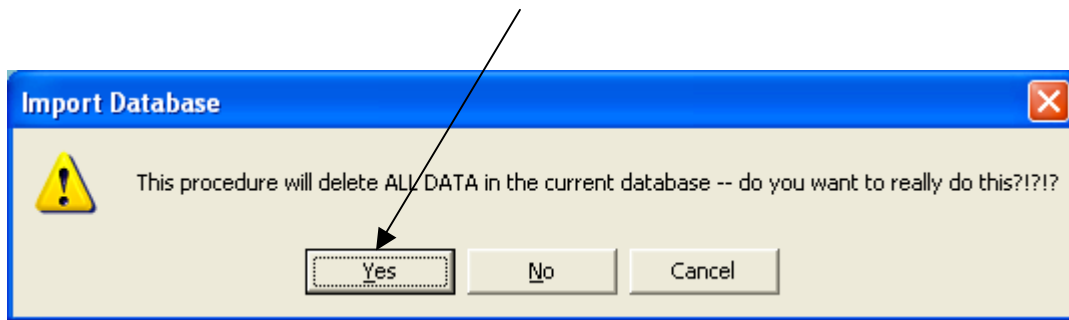 Import Database
This procedure will delete ALL DATA in the current database -- do you want to really do this?!?!?
Yes
No
Cancel